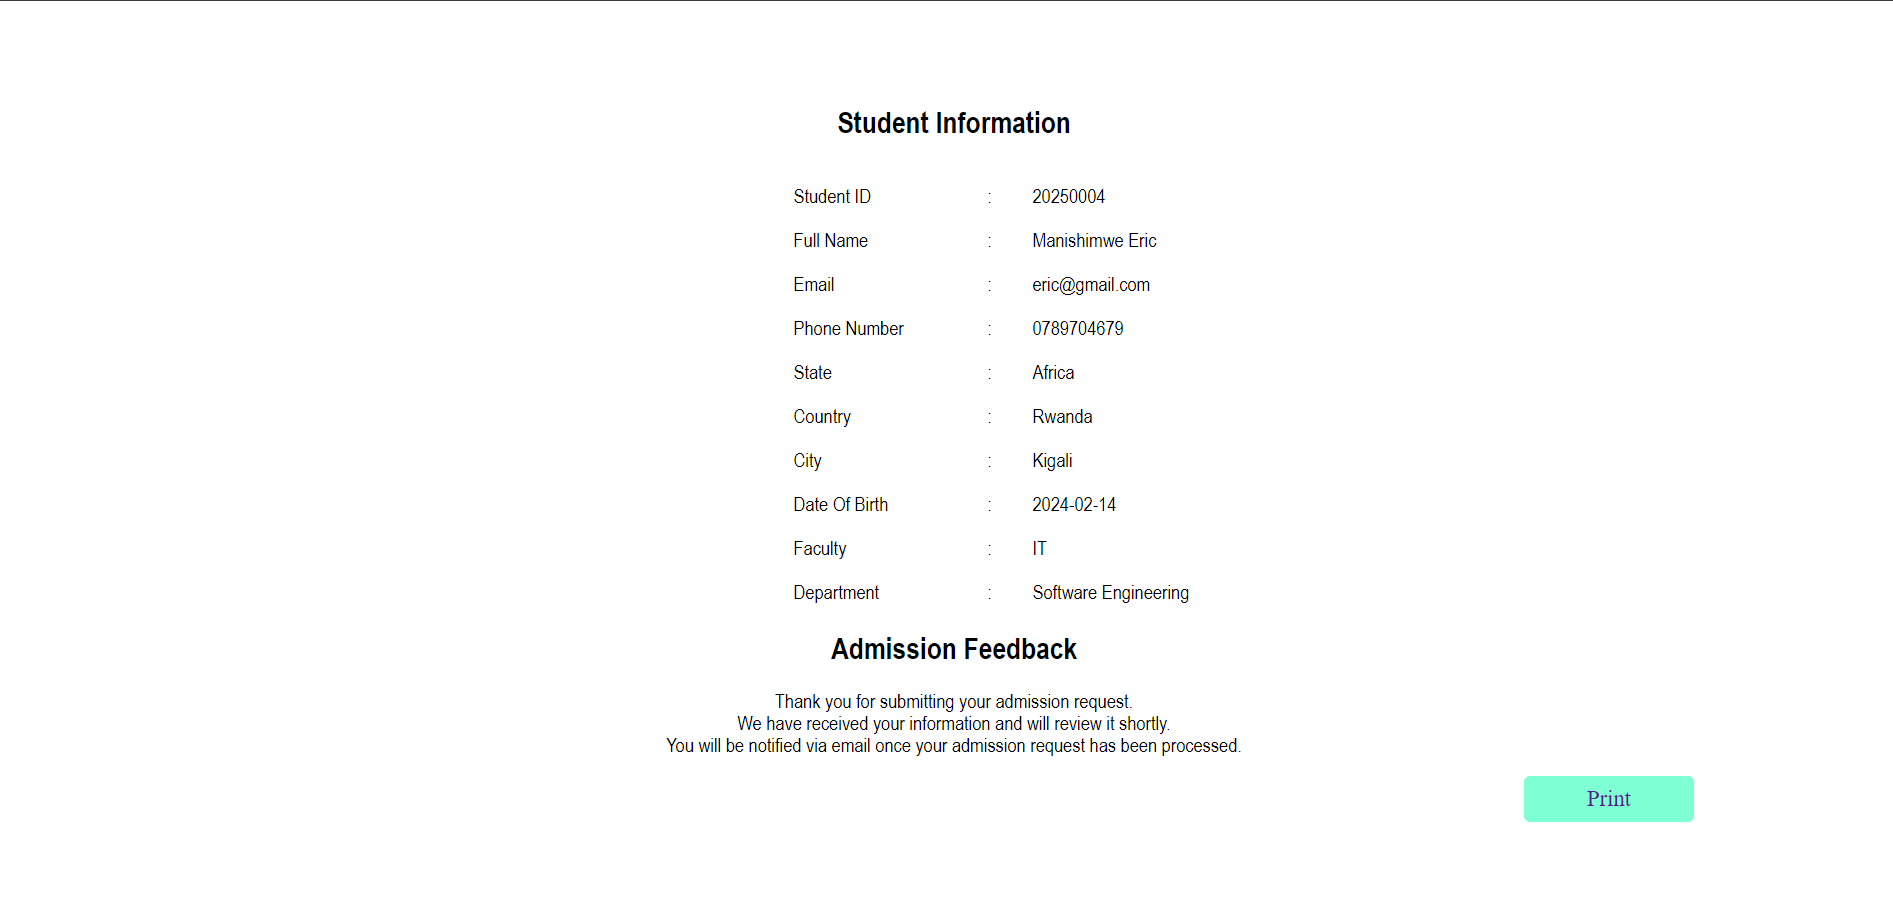 Student Information
Student ID : 20250004
Full Name : Manishimwe Eric
Email : eric@gmail.com
Phone Number : 0789704679
State : Africa
Country : Rwanda
City : Kigali
Date Of Birth : 2024-02-14
Faculty : IT
Department : Software Engineering
Admission Feedback
Thank you for submitting your admission request.
We have received your information and will review it shortly.
You will be notified via email once your admission request has been processed.
Print